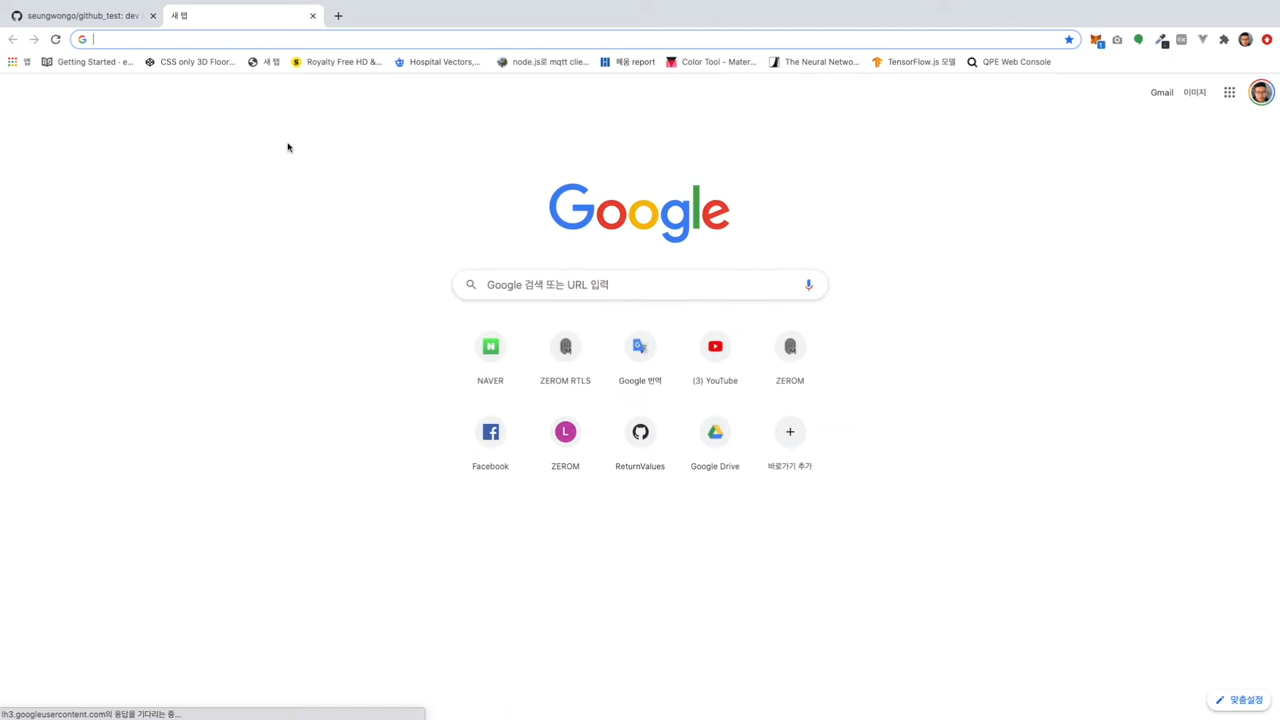 seungwongo/github_test: dev
새 탭
앱
Getting Started - e...
CSS only 3D Floor...
새 탭
Royalty Free HD &...
Hospital Vectors,...
node.js로 mqtt clie...
혜움 report
Color Tool - Mater...
The Neural Netwo...
TensorFlow.js 모델
QPE Web Console
Gmail
이미지
Google
Google 검색 또는 URL 입력
NAVER
ZEROM RTLS
Google 번역
(3) YouTube
ZEROM
L
Facebook
ZEROM
ReturnValues
Google Drive
바로가기 추가
lh3.googleusercontent.com의 응답을 기다리는 중...
맞춤설정